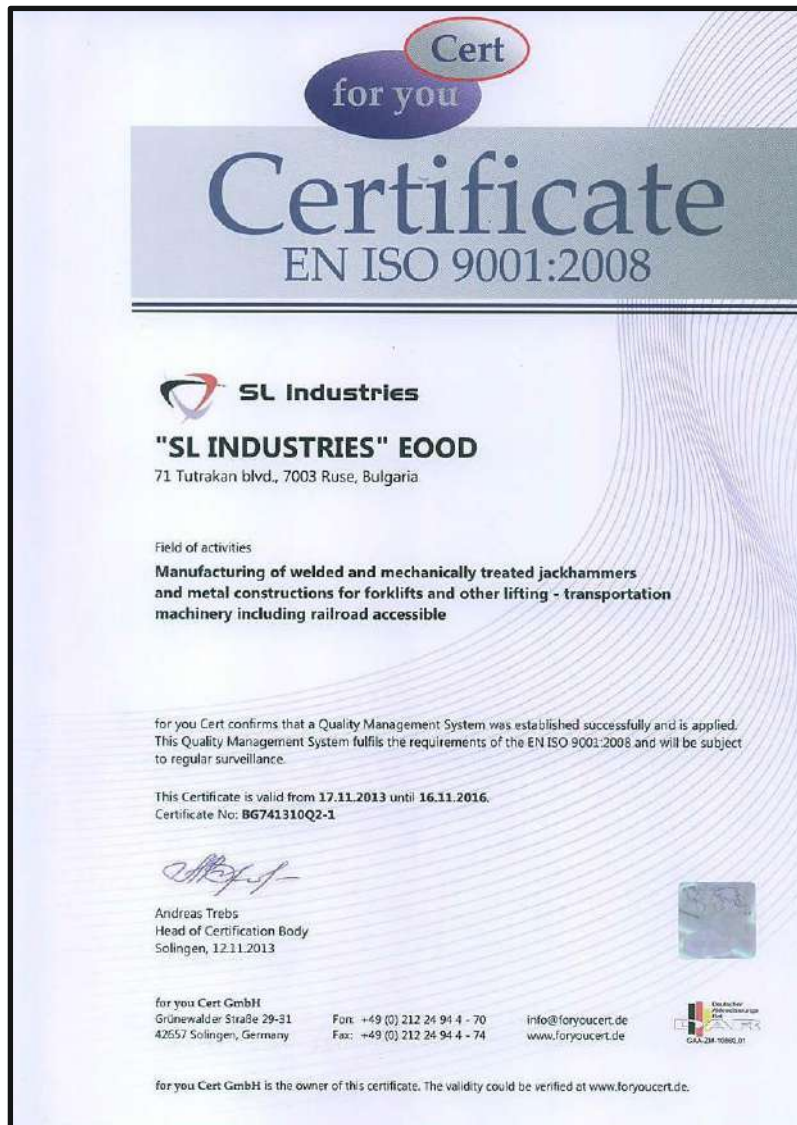 Cert
for you
Certificate
EN ISO 9001:2008
SL Industries
"SL INDUSTRIES" EOOD
71 Tutrakan blvd., 7003 Ruse, Bulgaria
Field of activities
Manufacturing of welded and mechanically treated jackhammers
and metal constructions for forklifts and other lifting - transportation
machinery including railroad accessible
for you Cert confirms that a Quality Management System was established successfully and is applied.
This Quality Management System fulfils the requirements of the EN ISO 9001:2008 and will be subject
to regular surveillance.
This Certificate is valid from 17.11.2013 until 16.11.2016.
Certificate No: BG741310Q2-1
Andreas Trebs
Head of Certification Body
Solingen, 12.11.2013
for you Cert GmbH
Grünewalder Straße 29-31 Fon: +49 (0) 212 24 94 4 - 70 info@foryoucert.de
42657 Solingen, Germany Fax: +49 (0) 212 24 94 4 - 74 www.foryoucert.de
Deutscher
Akkreditierungs
Rat
DAR
for you Cert GmbH is the owner of this certificate. The validity could be verified at www.foryoucert.de.